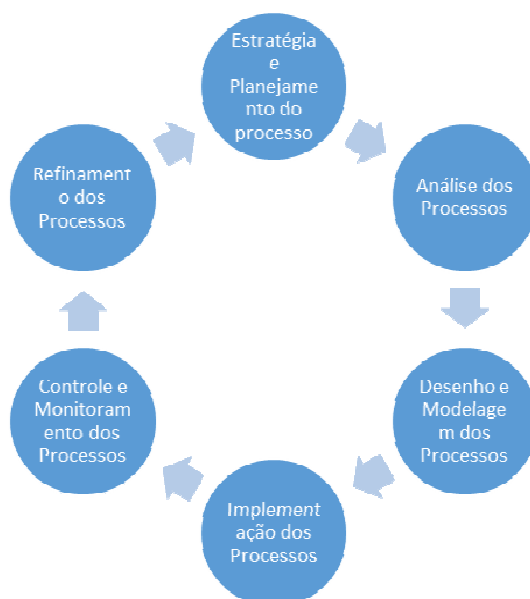 Estratégia
e
Planejame
nto do
processo
Análise dos
Processos
Desenho e
Modelage
m dos
Processos
Implement
ação dos
Processos
Controle e
Monitoram
ento dos
Processos
Refinament
o dos
Processos